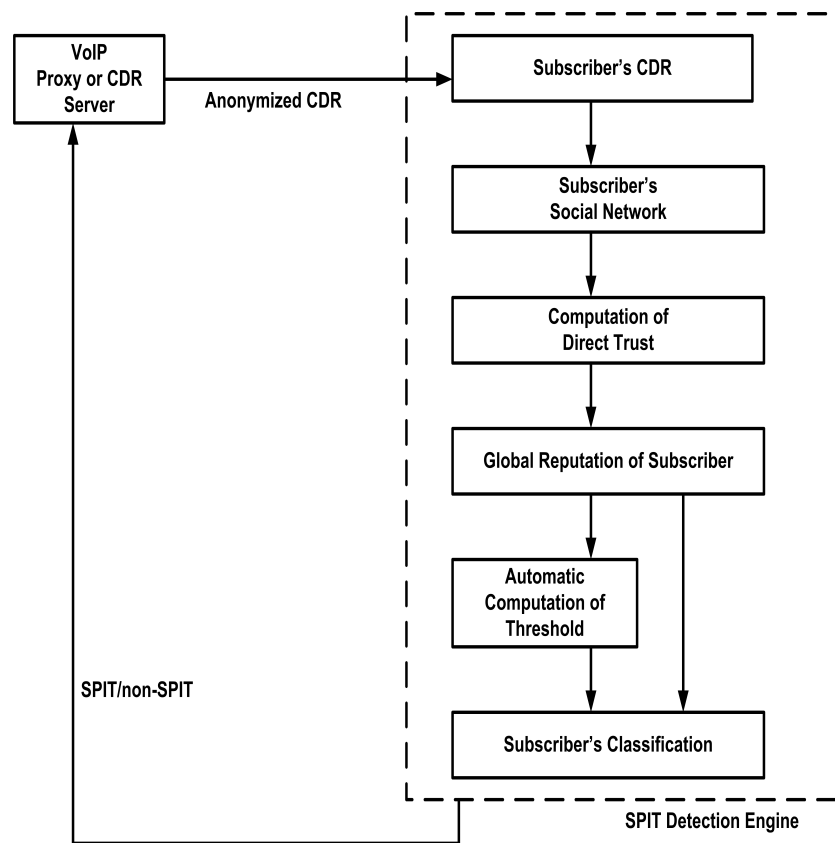 VoIP
Proxy or CDR
Server
Anonymized CDR
Subscriber's CDR
Subscriber's
Social Network
Computation of
Direct Trust
Global Reputation of Subscriber
Automatic
Computation of
Threshold
SPIT/non-SPIT
Subscriber's Classification
SPIT Detection Engine